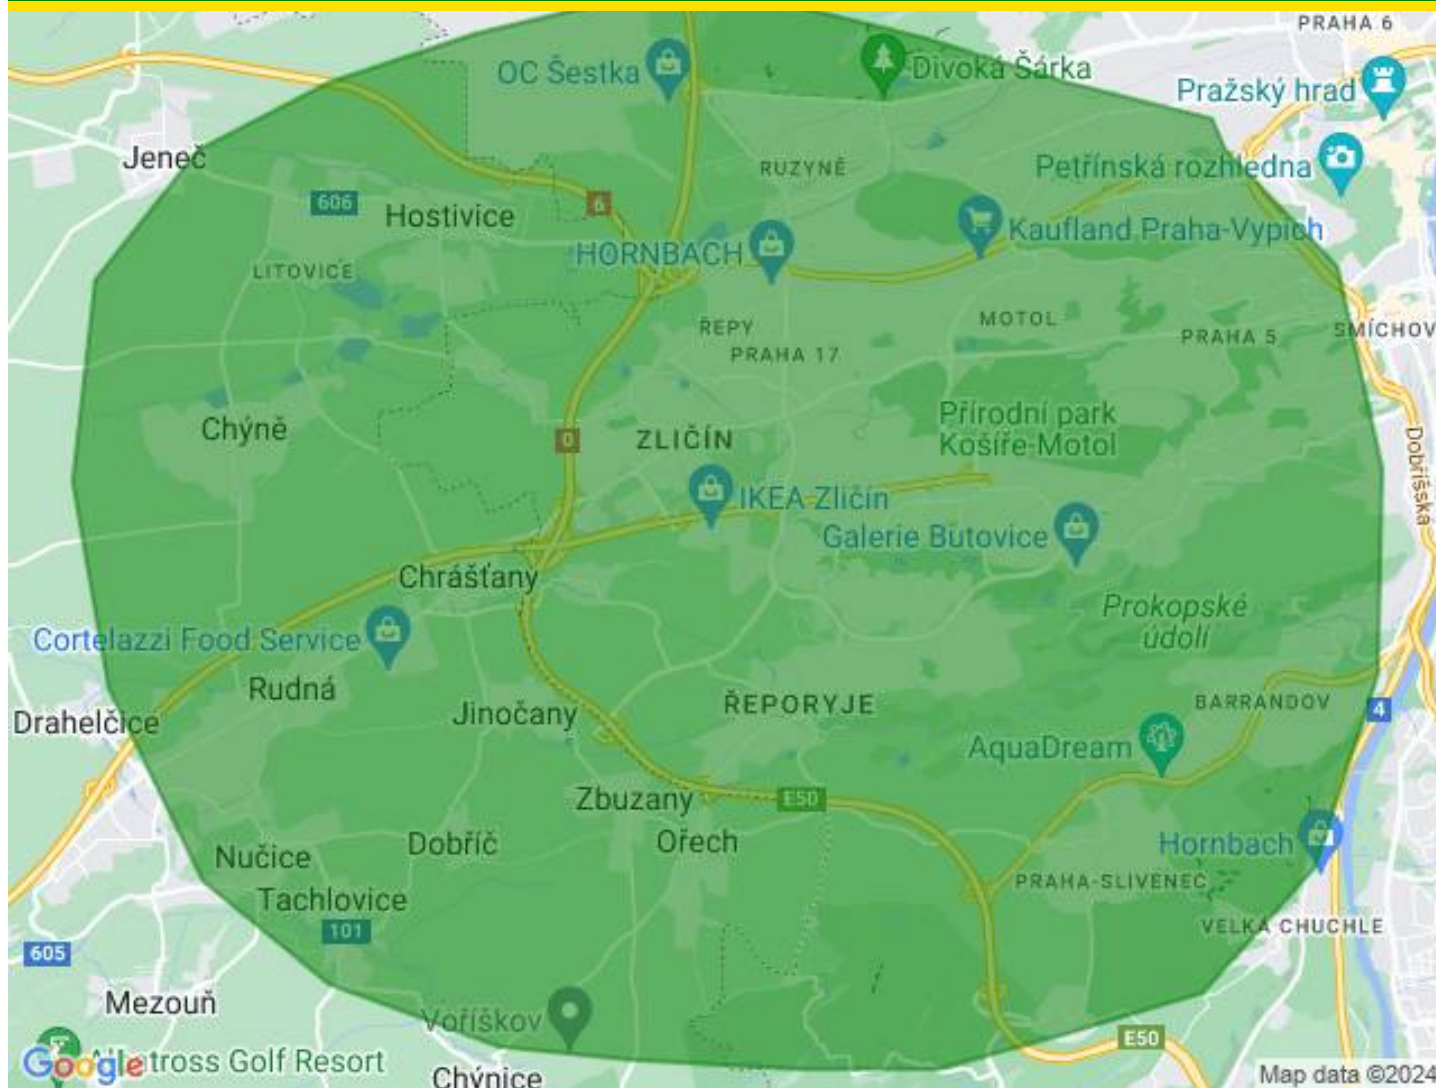 PRAHA 6
OC Šestka
Divoká Šárka
Pražský hrad
Jeneč
RUZYNĚ
Petřínská rozhledna
606
6
Hostivice
HORNBACH
Kaufland Praha-Vypich
LITOVICE
ŘEPY
MOTOL
PRAHA 17
PRAHA 5
SMÍCHOV
Chýně
0
ZLIČÍN
Přírodní park
Košíře-Motol
Dobříšská
IKEA Zličín
Galerie Butovice
Chrášťany
Prokopské
údolí
Cortelazzi Food Service
Rudná
Drahelčice
Jinočany
ŘEPORYJE
BARRANDOV
4
AquaDream
Zbuzany
E50
Ořech
Dobříč
Nučice
Hornbach
PRAHA-SLIVENEC
Tachlovice
101
VELKÁ CHUCHLE
605
Mezouň
Voříškov
E50
Google
Albatross Golf Resort
Chýnice
Map data ©2024